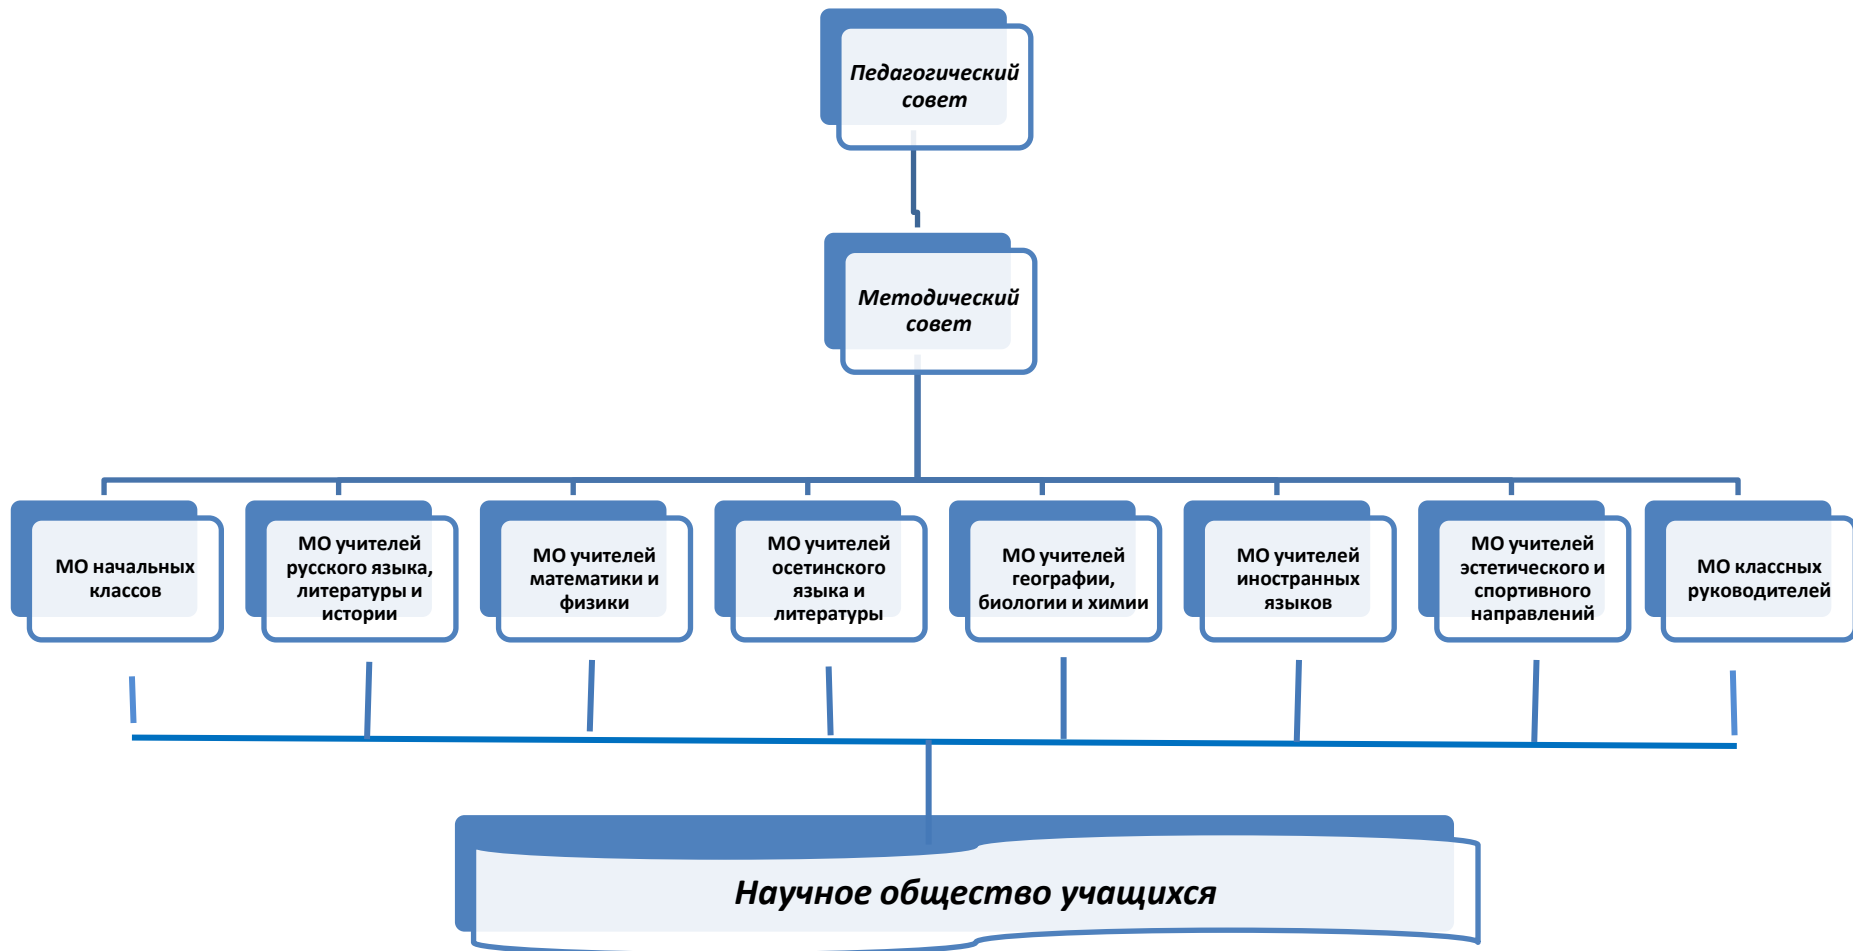 Педагогический
совет
Методический
совет
МО начальных
классов
МО учителей
русского языка,
литературы и
истории
МО учителей
математики и
физики
МО учителей
осетинского
языка и
литературы
МО учителей
географии,
биологии и химии
МО учителей
иностранных
языков
МО учителей
эстетического и
спортивного
направлений
МО классных
руководителей
Научное общество учащихся